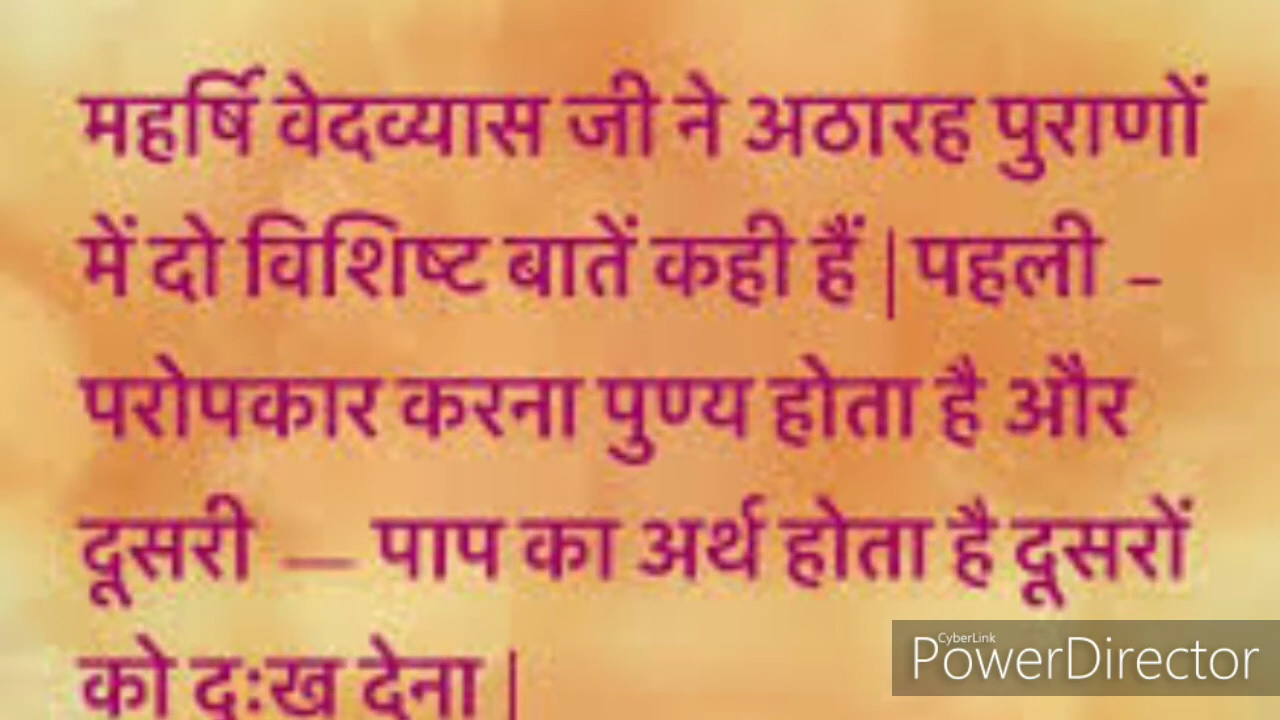 महर्षि वेदव्यास जी ने अठारह पुराणों
में दो विशिष्ट बातें कही हैं | पहली –
परोपकार करना पुण्य होता है और
दूसरी — पाप का अर्थ होता है दूसरों
को दुःख देना |
CyberLink
PowerDirector